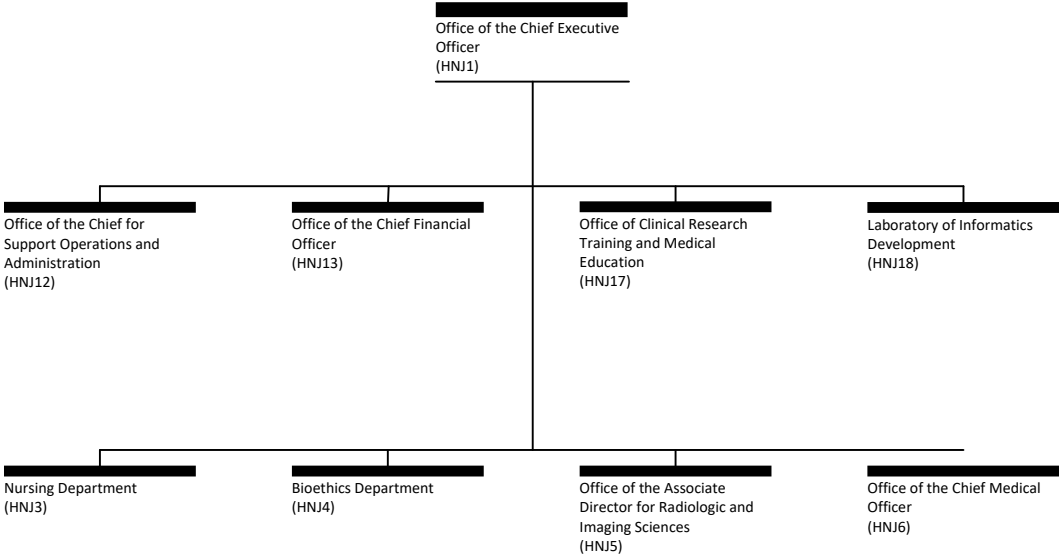 Office of the Chief Executive
Officer
(HNJ1)
Office of the Chief for
Support Operations and
Administration
(HNJ12)
Office of the Chief Financial
Officer
(HNJ13)
Office of Clinical Research
Training and Medical
Education
(HNJ17)
Laboratory of Informatics
Development
(HNJ18)
Nursing Department
(HNJ3)
Bioethics Department
(HNJ4)
Office of the Associate
Director for Radiologic and
Imaging Sciences
(HNJ5)
Office of the Chief Medical
Officer
(HNJ6)